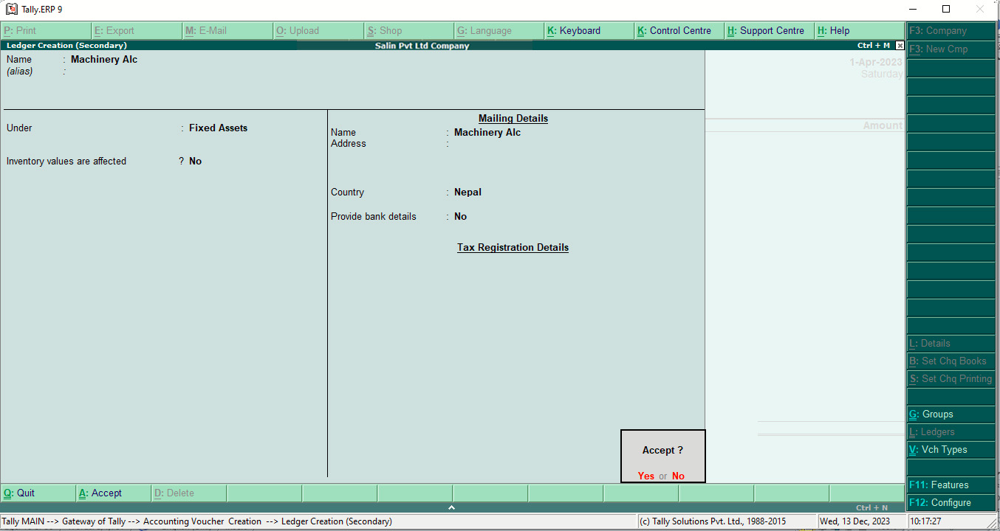 Tally.ERP 9
P: Print E: Export M: E-Mail O: Upload S: Shop G: Language K: Keyboard K: Control Centre H: Support Centre H: Help
F3: Company
Ledger Creation (Secondary) Salin Pvt Ltd Company Ctrl + M
F3: New Cmp
Name : Machinery Alc
(alias) :
1-Apr-2023
Saturday
Under : Fixed Assets
Inventory values are affected ? No
Mailing Details
Name : Machinery Alc
Address :
Country : Nepal
Provide bank details : No
Tax Registration Details
Amount
L: Details
B: Set Chq Books
S: Set Chq Printing
G: Groups
L: Ledgers
V: Vch Types
F11: Features
F12: Configure
Accept ?
Yes or No
Q: Quit A: Accept D: Delete
Ctrl + N
Tally MAIN --> Gateway of Tally --> Accounting Voucher Creation --> Ledger Creation (Secondary) (c) Tally Solutions Pvt. Ltd., 1988-2015 Wed, 13 Dec, 2023 10:17:27